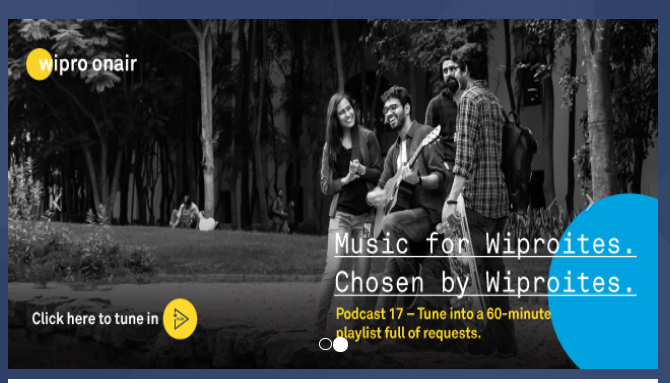 wipro onair
Music for Wiproites.
Chosen by Wiproites.
Podcast 17 – Tune into a 60-minute
playlist full of requests.
Click here to tune in